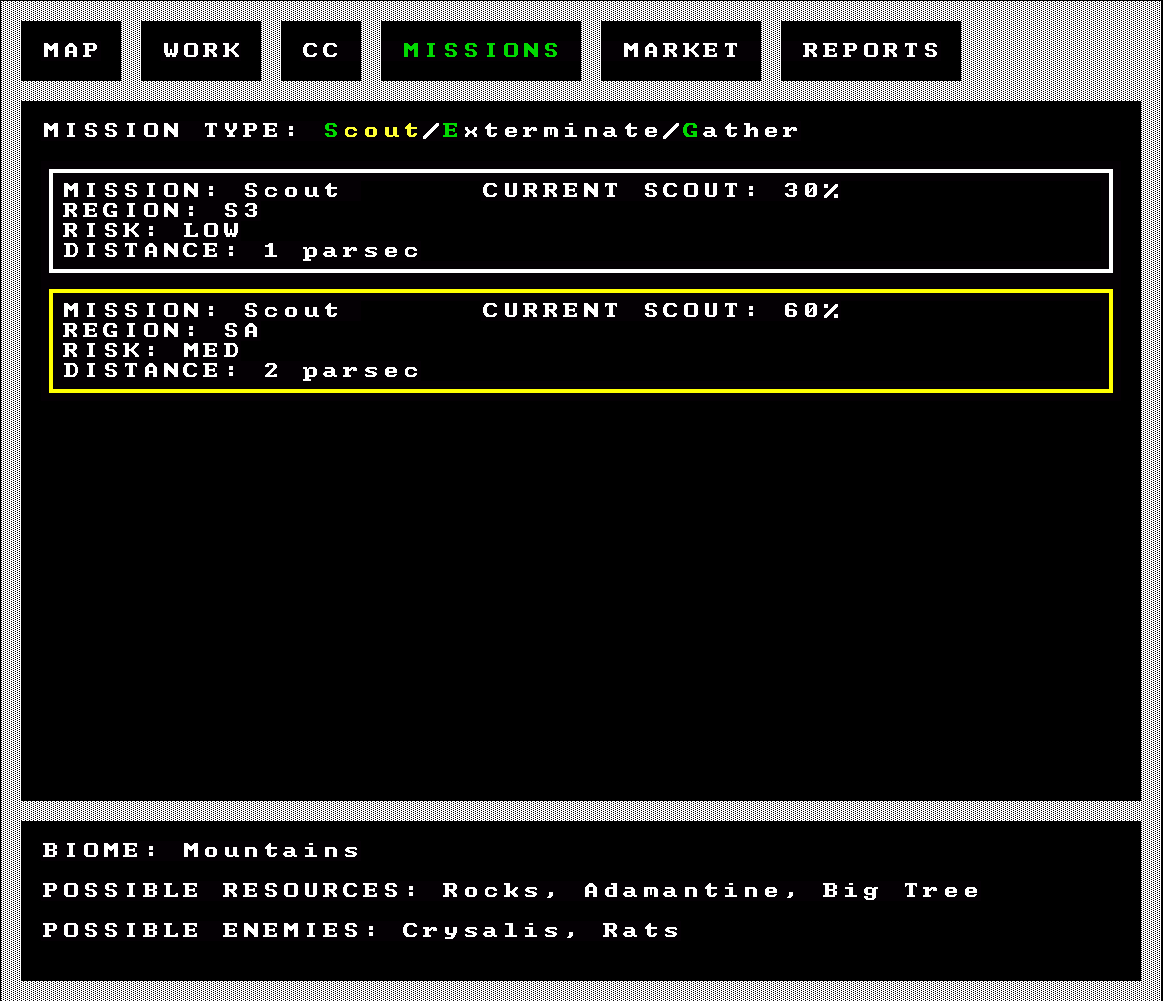 MAP WORK CC MISSIONS MARKET REPORTS
MISSION TYPE: Scout/Exterminate/Gather
MISSION: Scout CURRENT SCOUT: 30%
REGION: S3
RISK: LOW
DISTANCE: 1 parsec
MISSION: Scout CURRENT SCOUT: 60%
REGION: SA
RISK: MED
DISTANCE: 2 parsec
BIOME: Mountains
POSSIBLE RESOURCES: Rocks, Adamantine, Big Tree
POSSIBLE ENEMIES: Crysalis, Rats